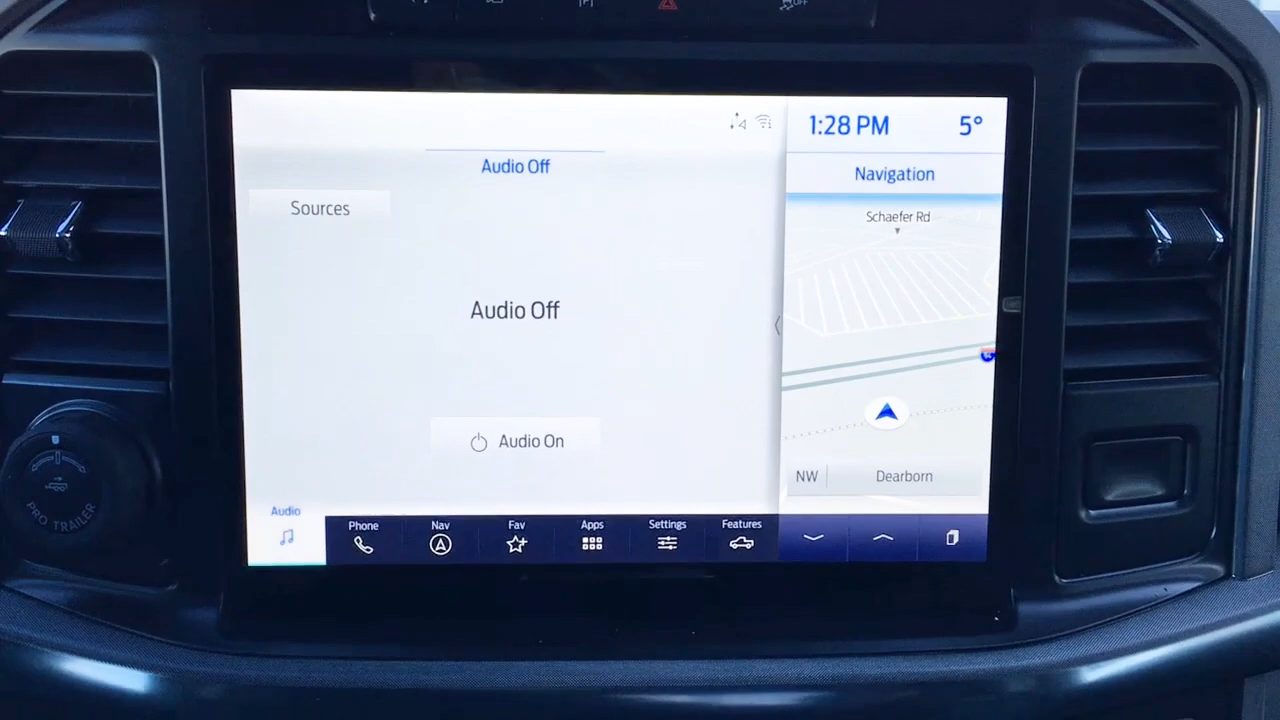 OFF
1:28 PM 5°
Audio Off
Navigation
Sources
Schaefer Rd
Audio Off
Audio On
NW Dearborn
Audio
Phone Nav Fav Apps Settings Features
PRO TRAILER